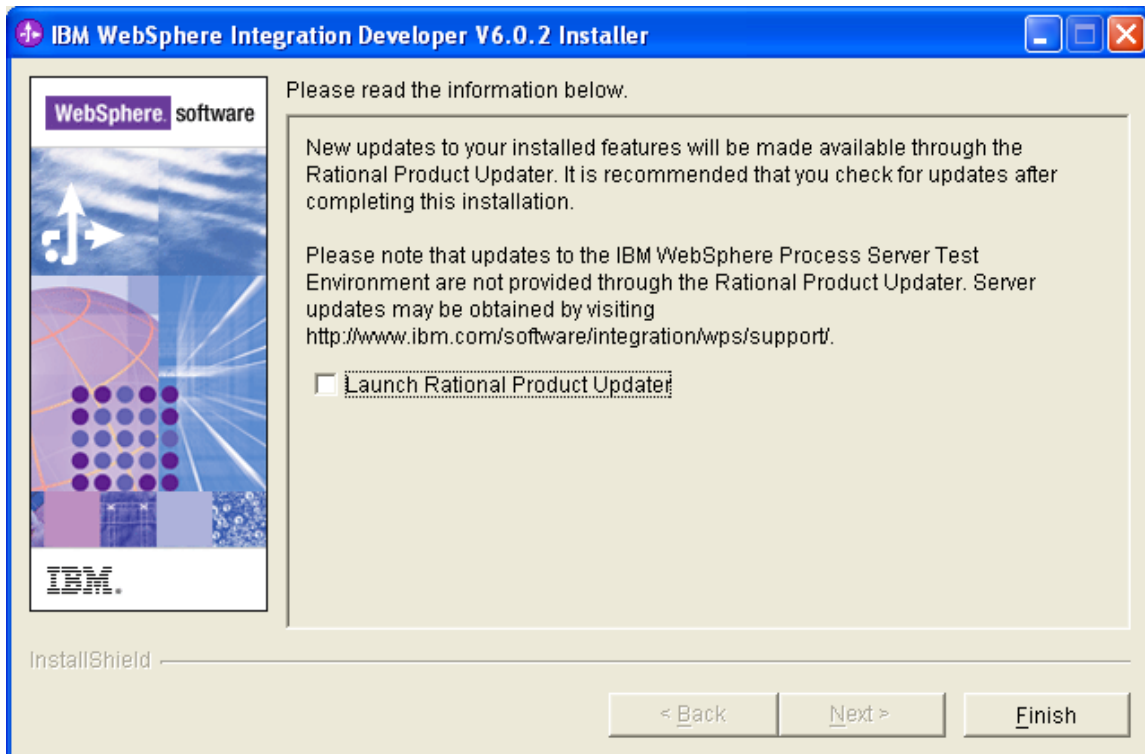 IBM WebSphere Integration Developer V6.0.2 Installer
WebSphere. software
Please read the information below.
New updates to your installed features will be made available through the
Rational Product Updater. It is recommended that you check for updates after
completing this installation.
Please note that updates to the IBM WebSphere Process Server Test
Environment are not provided through the Rational Product Updater. Server
updates may be obtained by visiting
http://www.ibm.com/software/integration/wps/support/.
Launch Rational Product Updater
IBM.
InstallShield
< Back
Next >
Finish